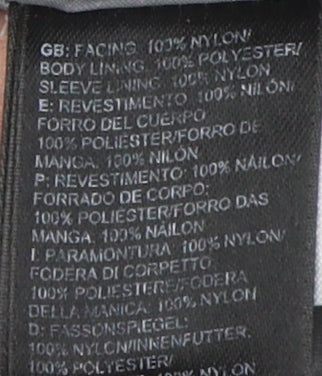 GB: FACING: 100% NYLON/
BODY LINING: 100% POLYESTER/
SLEEVE LINING: 100% NYLON
E: REVESTIMENTO: 100% NILÓN/
FORRO DEL CUERPO:
100% POLIÉSTER/FORRO DE
MANGA: 100% NILÓN
P: REVESTIMENTO: 100% NÁILON/
FORRADO DE CORPO:
100% POLIÉSTER/FORRO DAS
MANGA: 100% NÁILON
I: PARAMONTURA: 100% NYLON/
FODERA DI CORPETTO:
100% POLIESTERE/FODERA
DELLA MANICA: 100% NYLON
D: FASSONSPIEGEL:
100% NYLON/INNENFUTTER:
100% POLYESTER/
100% NYLON